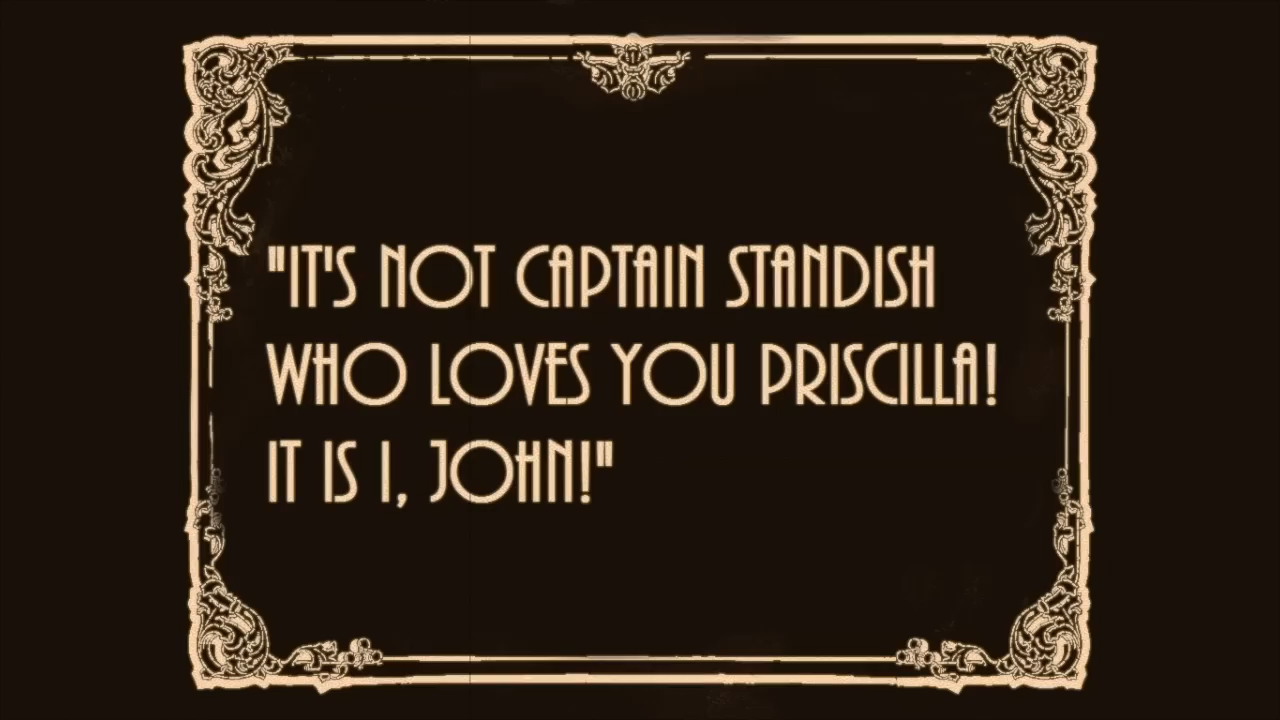 "IT'S NOT CAPTAIN STANDISH
WHO LOVES YOU PRISCILLA!
IT IS I, JOHN!"